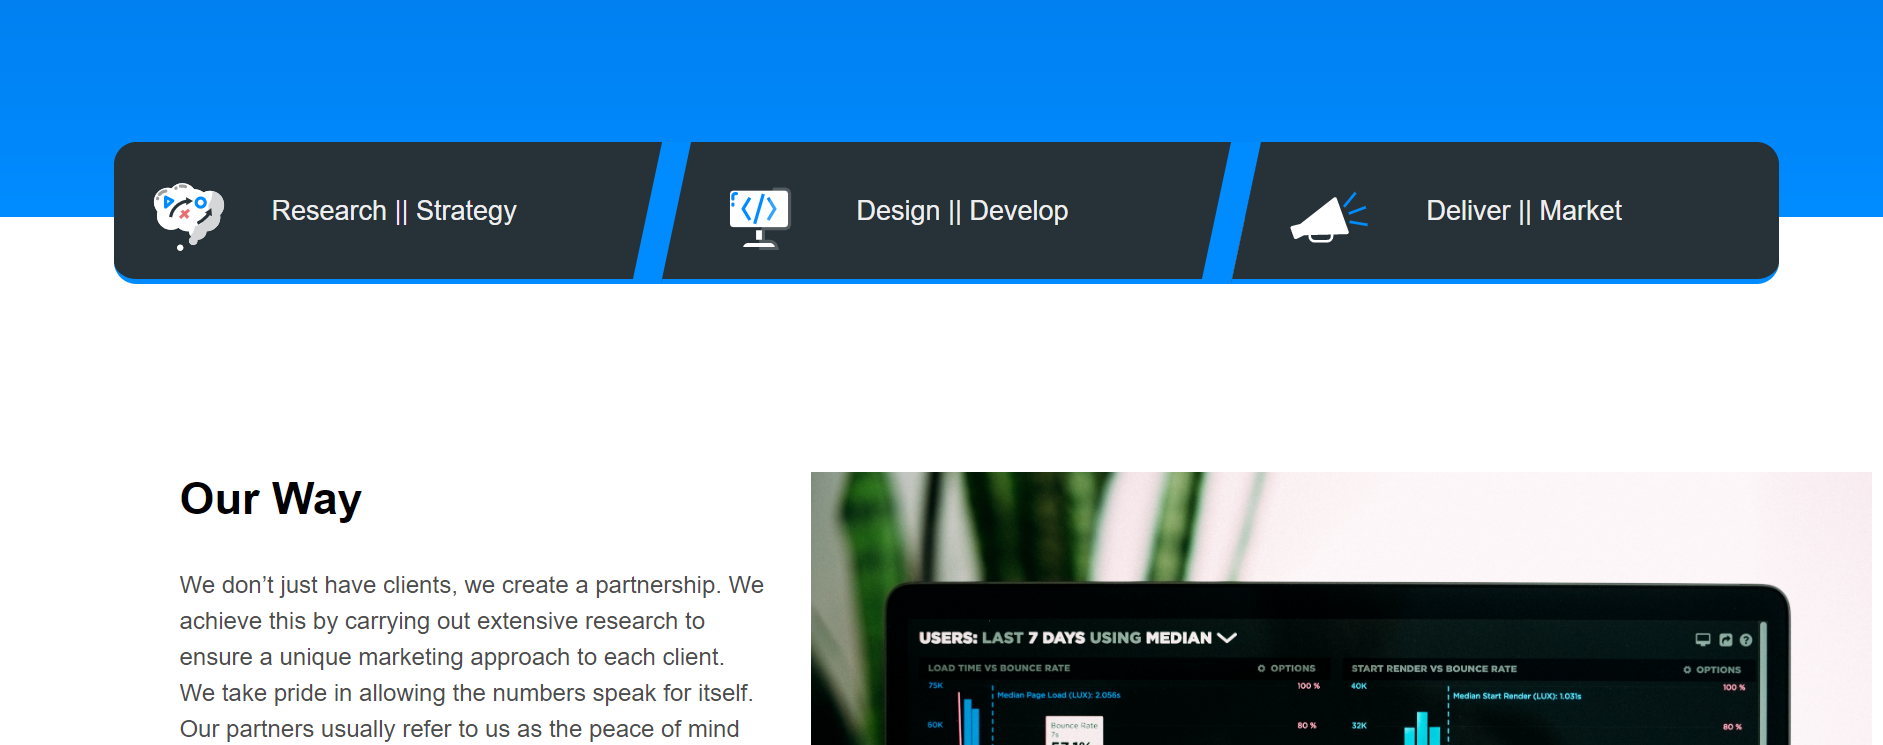 Research || Strategy
Design || Develop
Deliver || Market
Our Way
We don’t just have clients, we create a partnership. We
achieve this by carrying out extensive research to
ensure a unique marketing approach to each client.
We take pride in allowing the numbers speak for itself.
Our partners usually refer to us as the peace of mind
USERS: LAST 7 DAYS USING MEDIAN
LOAD TIME VS BOUNCE RATE
OPTIONS
75K
Median Page Load (LUX): 2.056s
100 %
60K
Bounce Rate
7s
57.1%
80 %
START RENDER VS BOUNCE RATE
OPTIONS
40K
Median Start Render (LUX): 1.031s
100 %
32K
80 %